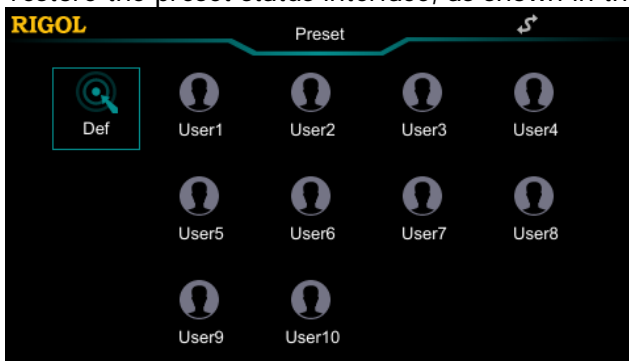 restore the preset status interface, as shown in th
RIGOL
Preset
Def
User1
User2
User3
User4
User5
User6
User7
User8
User9
User10